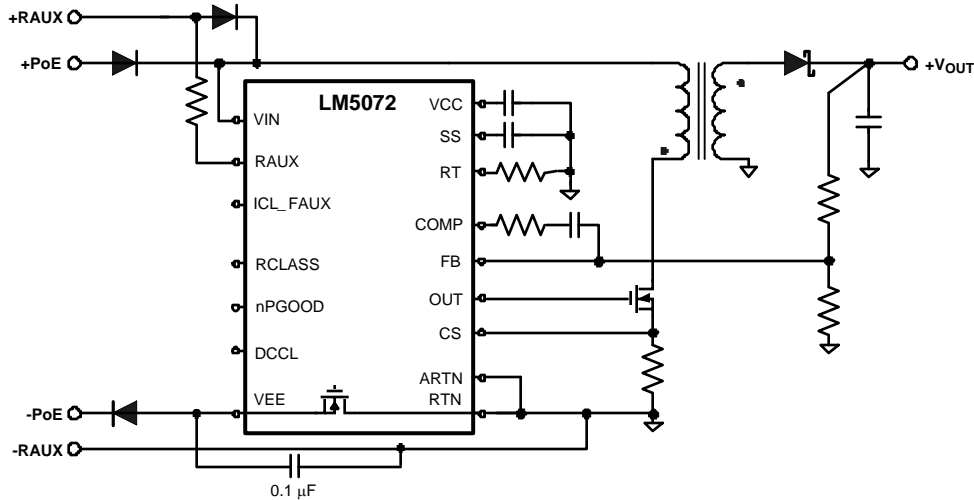 +RAUX
+PoE
+VOUT
LM5072
VIN
RAUX
ICL_FAUX
RCLASS
nPGOOD
DCCL
VEE
VCC
SS
RT
COMP
FB
OUT
CS
ARTN
RTN
-PoE
-RAUX
0.1 μF